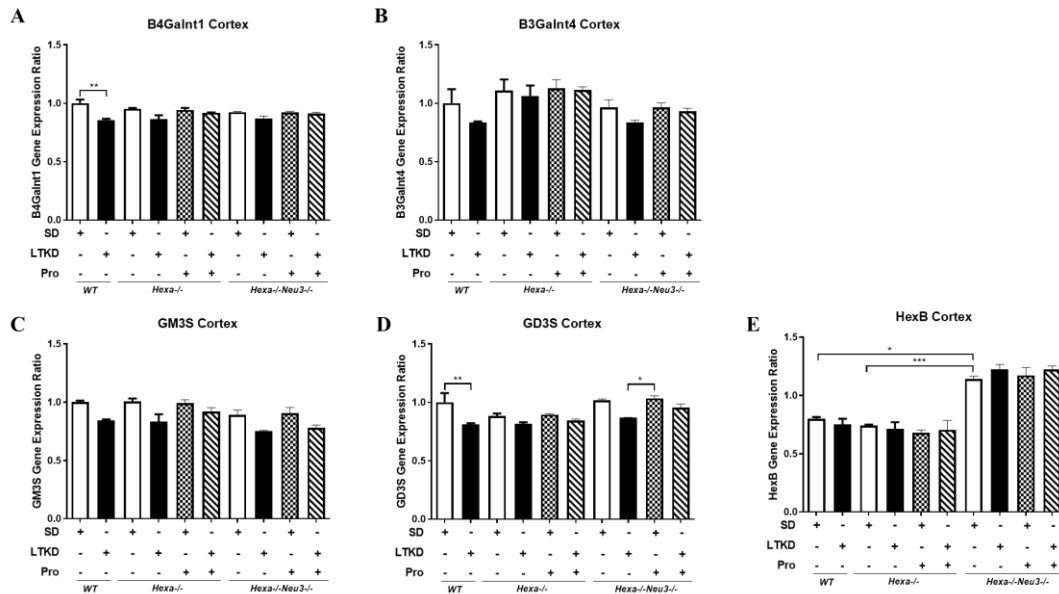 A
B4Galnt1 Cortex
B4Galnt1 Gene Expression Ratio
1.5
1.0
0.5
0.0
SD + - + - + - + - + -
LTKD - + - + - + - + - +
Pro - - - - + + - - + +
WT Hexa-/- Hexa-/-Neu3-/-
**
B
B3Galnt4 Cortex
B3Galnt4 Gene Expression Ratio
1.5
1.0
0.5
0.0
SD + - + - + - + - + -
LTKD - + - + - + - + - +
Pro - - - - + + - - + +
WT Hexa-/- Hexa-/-Neu3-/-
C
GM3S Cortex
GM3S Gene Expression Ratio
1.5
1.0
0.5
0.0
SD + - + - + - + - + -
LTKD - + - + - + - + - +
Pro - - - - + + - - + +
WT Hexa-/- Hexa-/-Neu3-/-
D
GD3S Cortex
GD3S Gene Expression Ratio
1.5
1.0
0.5
0.0
** *
SD + - + - + - + - + -
LTKD - + - + - + - + - +
Pro - - - - + + - - + +
WT Hexa-/- Hexa-/-Neu3-/-
E
HexB Cortex
HexB Gene Expression Ratio
1.5
1.0
0.5
0.0
*
***
SD + - + - + - + - + -
LTKD - + - + - + - + - +
Pro - - - - + + - - + +
WT Hexa-/- Hexa-/-Neu3-/-